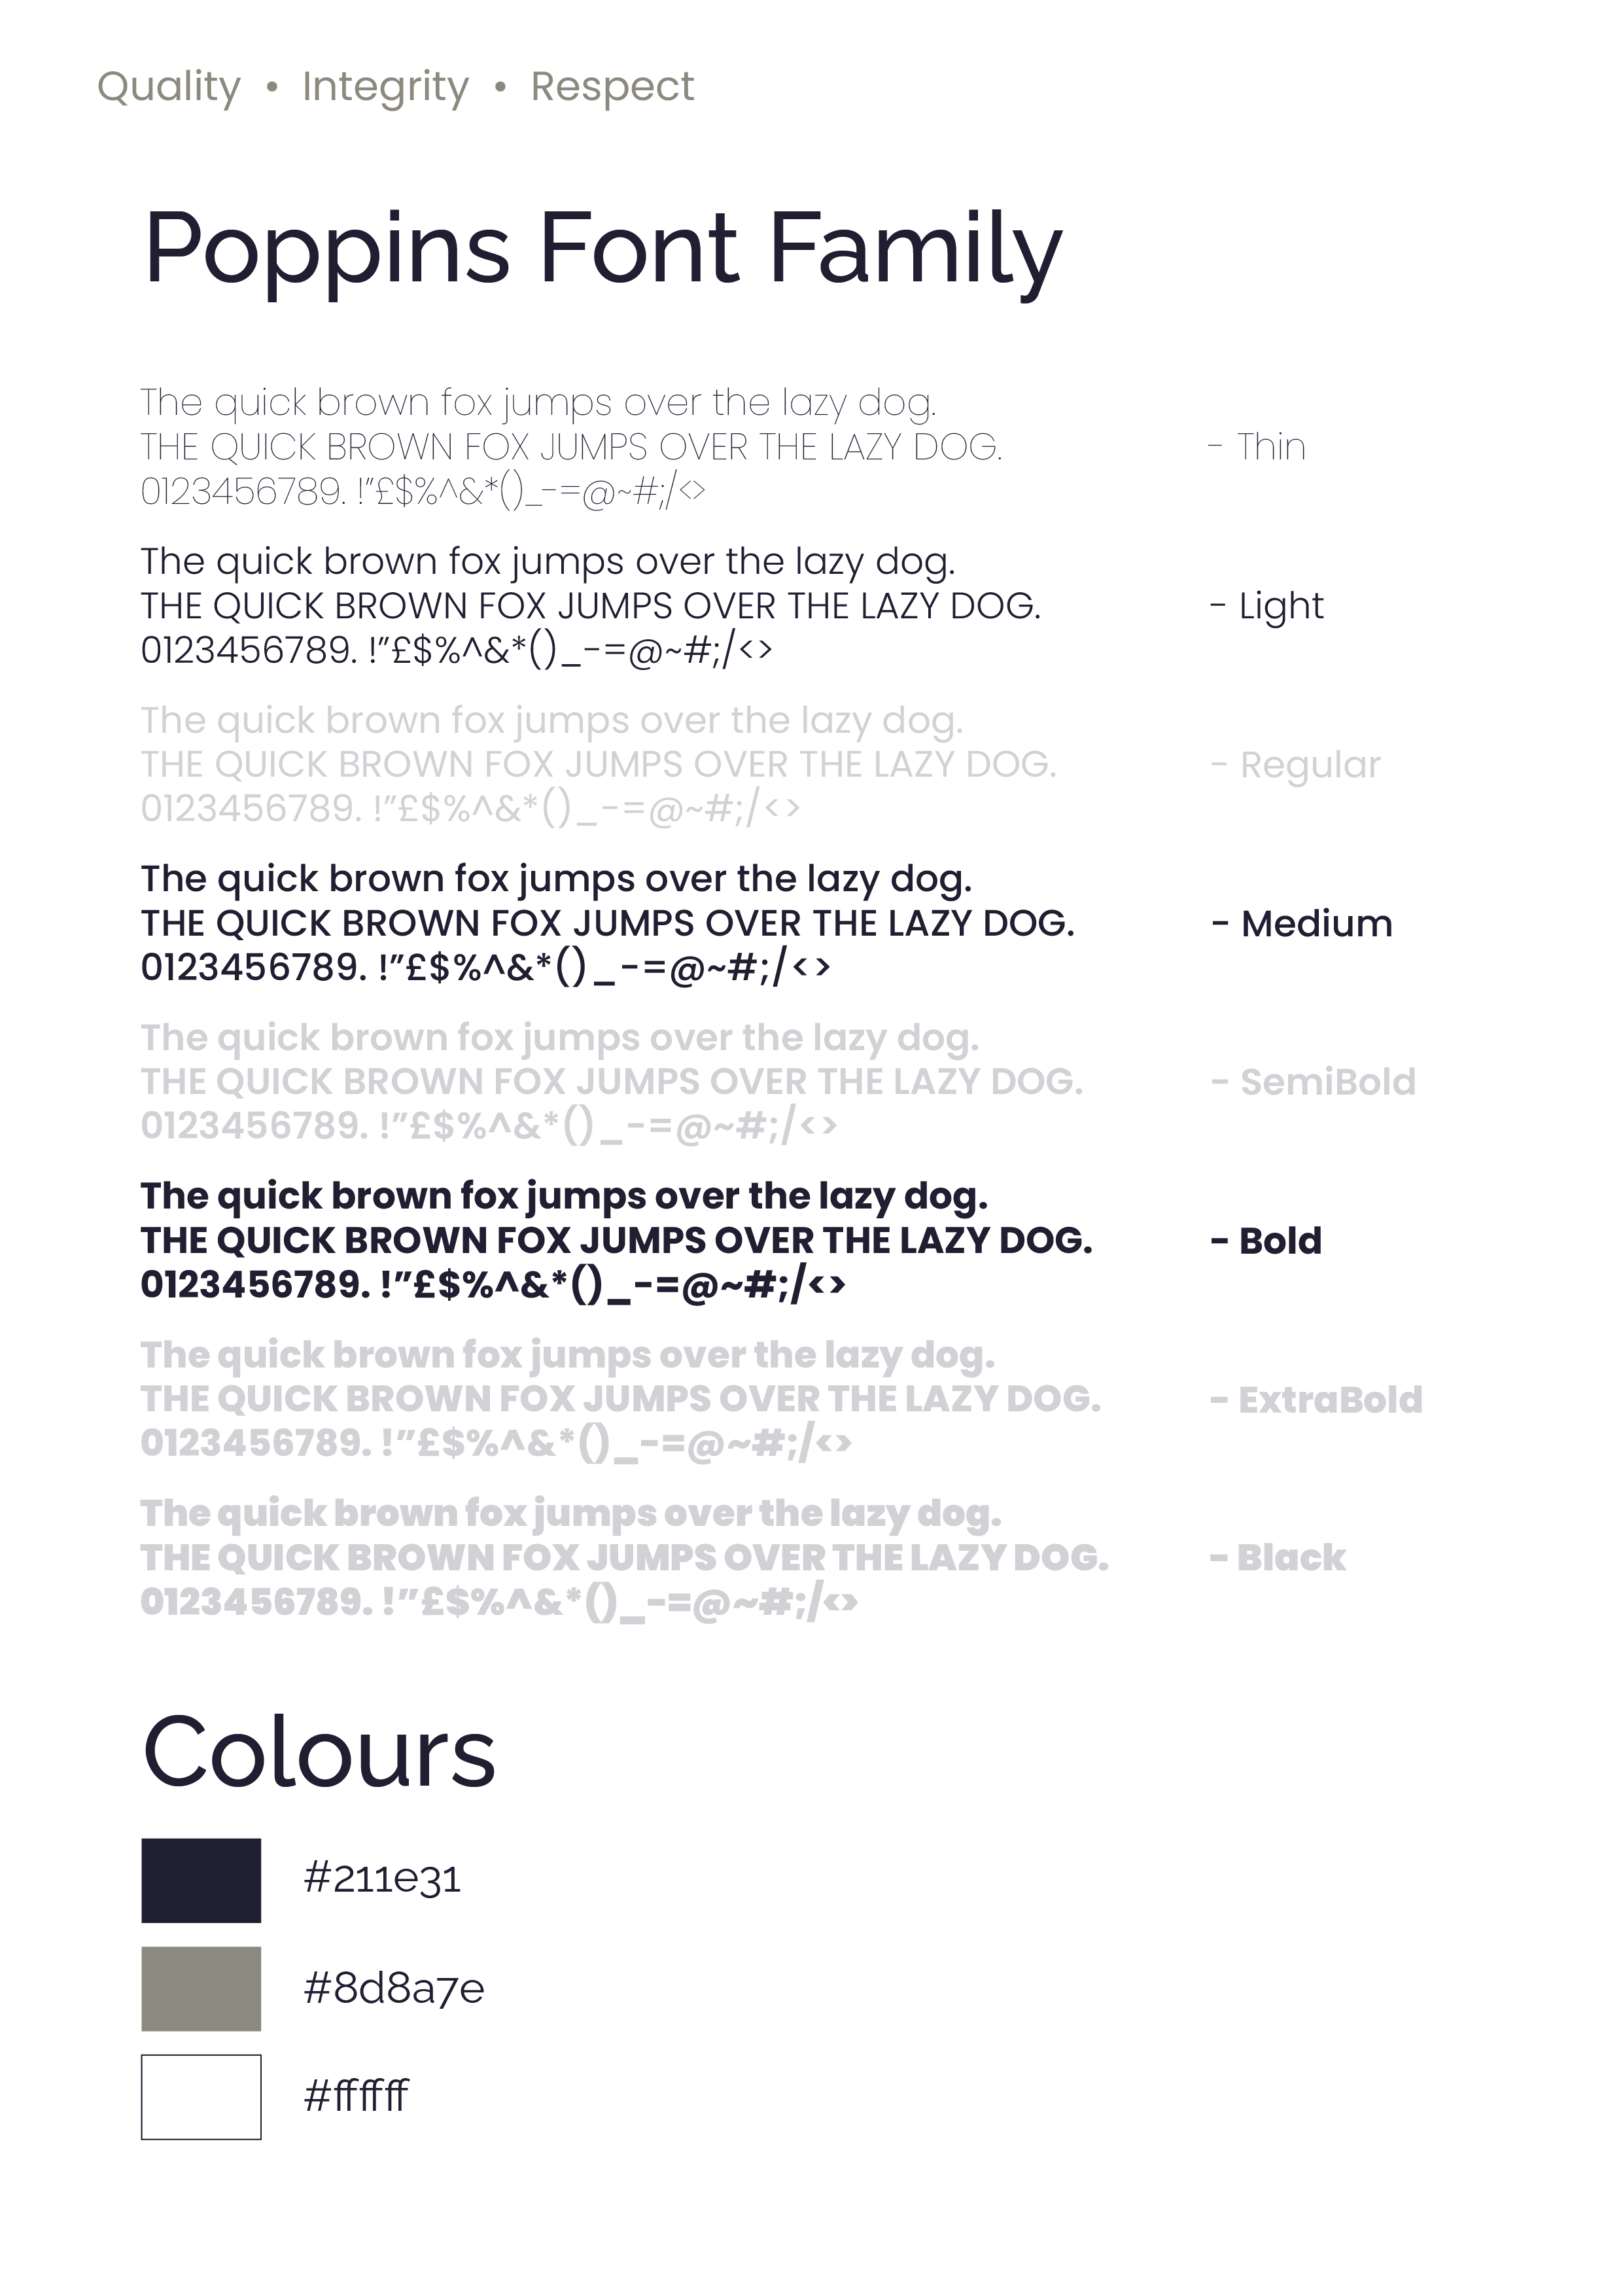 Quality • Integrity • Respect
Poppins Font Family
The quick brown fox jumps over the lazy dog.
THE QUICK BROWN FOX JUMPS OVER THE LAZY DOG. - Thin
0123456789. !”£$%^&*()_-=@~#;/<>
The quick brown fox jumps over the lazy dog.
THE QUICK BROWN FOX JUMPS OVER THE LAZY DOG. - Light
0123456789. !”£$%^&*()_-=@~#;/<>
The quick brown fox jumps over the lazy dog.
THE QUICK BROWN FOX JUMPS OVER THE LAZY DOG. - Regular
0123456789. !”£$%^&*()_-=@~#;/<>
The quick brown fox jumps over the lazy dog.
THE QUICK BROWN FOX JUMPS OVER THE LAZY DOG. - Medium
0123456789. !”£$%^&*()_-=@~#;/<>
The quick brown fox jumps over the lazy dog.
THE QUICK BROWN FOX JUMPS OVER THE LAZY DOG. - SemiBold
0123456789. !”£$%^&*()_-=@~#;/<>
The quick brown fox jumps over the lazy dog.
THE QUICK BROWN FOX JUMPS OVER THE LAZY DOG. - Bold
0123456789. !”£$%^&*()_-=@~#;/<>
The quick brown fox jumps over the lazy dog.
THE QUICK BROWN FOX JUMPS OVER THE LAZY DOG. - ExtraBold
0123456789. !”£$%^&*()_-=@~#;/<>
The quick brown fox jumps over the lazy dog.
THE QUICK BROWN FOX JUMPS OVER THE LAZY DOG. - Black
0123456789. !”£$%^&*()_-=@~#;/<>
Colours
#211e31
#8d8a7e
#ffffff